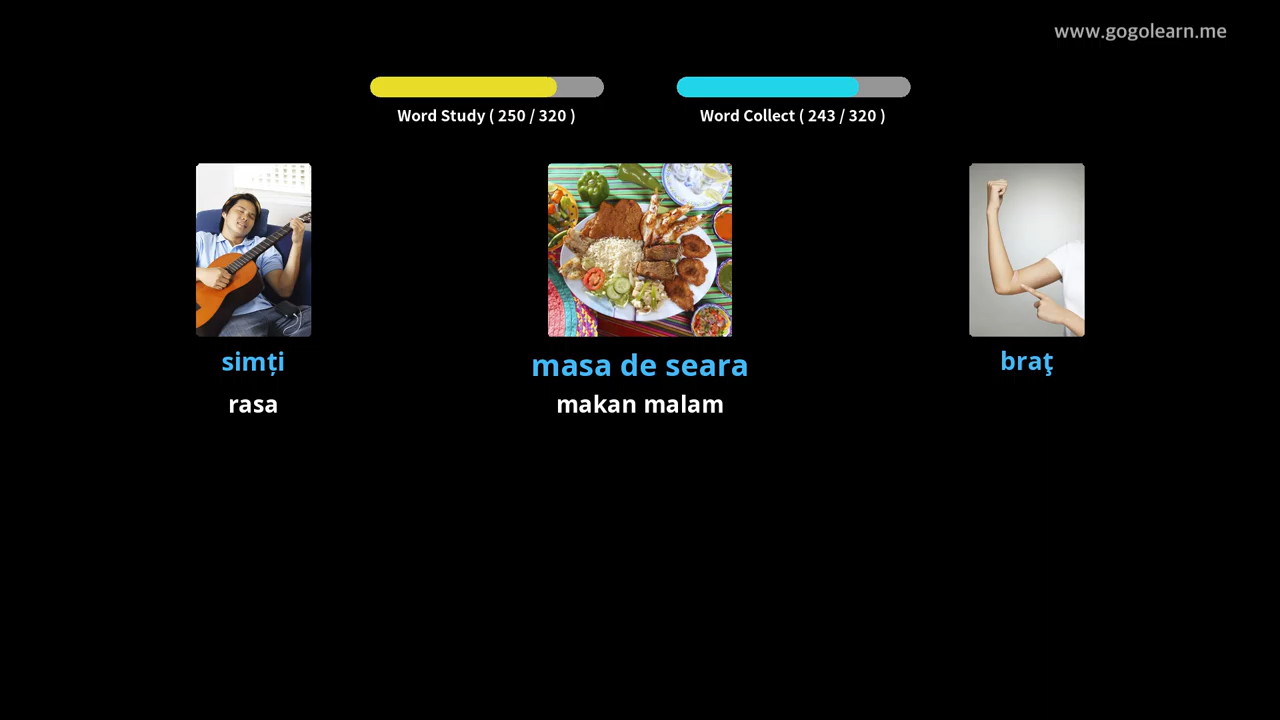 www.gogolearn.me
Word Study ( 250 / 320 )
Word Collect ( 243 / 320 )
simți
masa de seara
braţ
rasa
makan malam